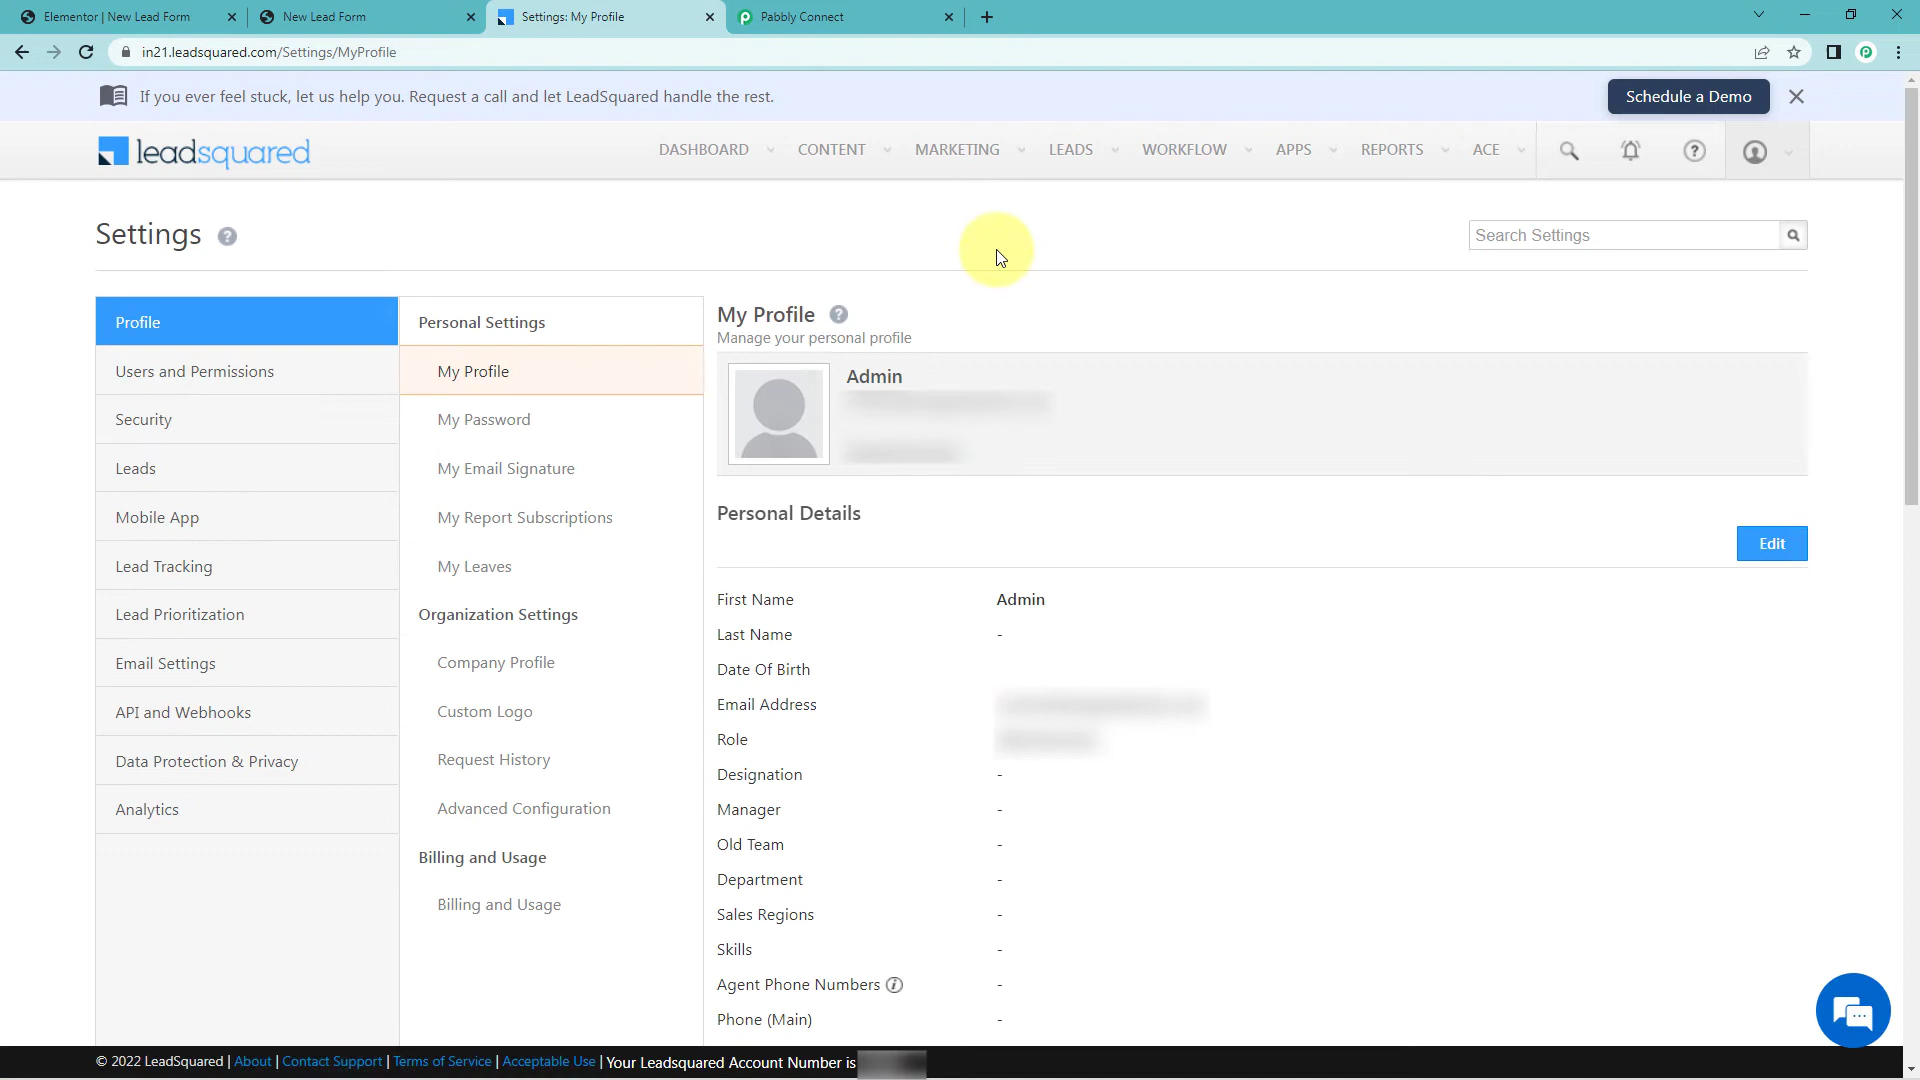 Elementor | New Lead Form
New Lead Form
Settings: My Profile
Pabbly Connect
in21.leadsquared.com/Settings/MyProfile
If you ever feel stuck, let us help you. Request a call and let LeadSquared handle the rest.
Schedule a Demo
leadsquared
DASHBOARD CONTENT MARKETING LEADS WORKFLOW APPS REPORTS ACE
Settings
Search Settings
Profile
Users and Permissions
Security
Leads
Mobile App
Lead Tracking
Lead Prioritization
Email Settings
API and Webhooks
Data Protection & Privacy
Analytics
Personal Settings
My Profile
My Password
My Email Signature
My Report Subscriptions
My Leaves
Organization Settings
Company Profile
Custom Logo
Request History
Advanced Configuration
Billing and Usage
Billing and Usage
My Profile
Manage your personal profile
Admin
Personal Details
Edit
First Name Admin
Last Name -
Date Of Birth
Email Address
Role
Designation -
Manager -
Old Team -
Department -
Sales Regions -
Skills -
Agent Phone Numbers -
Phone (Main) -
© 2022 LeadSquared | About | Contact Support | Terms of Service | Acceptable Use | Your Leadsquared Account Number is